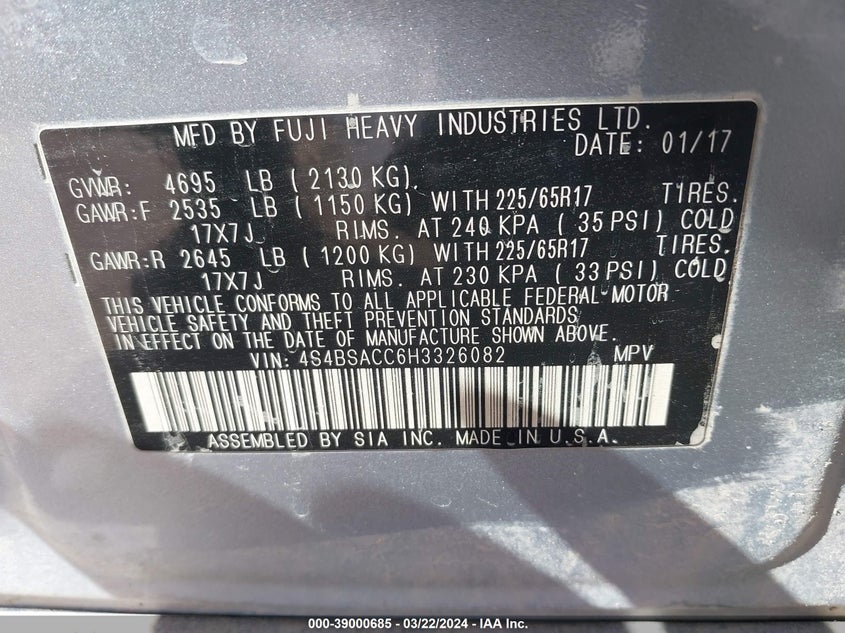 MFD BY FUJI HEAVY INDUSTRIES LTD.
DATE: 01/17
GVWR: 4695 LB ( 2130 KG).
GAWR:F 2535 LB ( 1150 KG) WITH 225/65R17 TIRES.
17X7J RIMS. AT 240 KPA ( 35 PSI) COLD
GAWR:R 2645 LB ( 1200 KG) WITH 225/65R17 TIRES.
17X7J RIMS. AT 230 KPA ( 33 PSI) COLD
THIS VEHICLE CONFORMS TO ALL APPLICABLE FEDERAL MOTOR
VEHICLE SAFETY AND THEFT PREVENTION STANDARDS
IN EFFECT ON THE DATE OF MANUFACTURE SHOWN ABOVE.
VIN: 4S4BSACC6H3326082 MPV
ASSEMBLED BY SIA INC. MADE IN U.S.A.
000-39000685 - 03/22/2024 - IAA Inc.